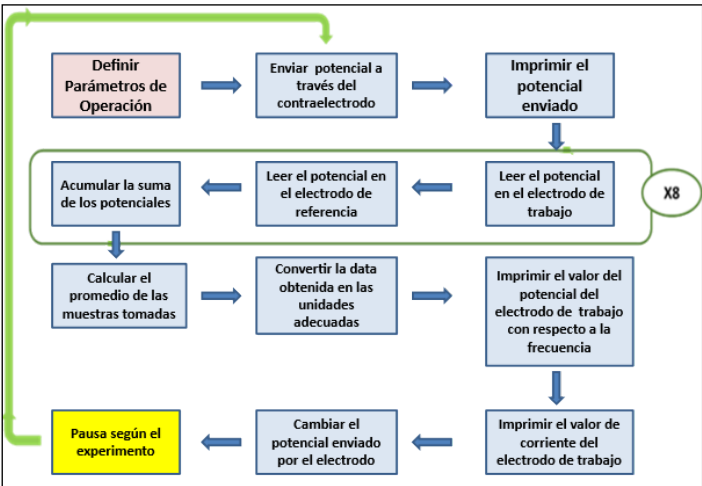 Definir
Parámetros de
Operación
Enviar potencial a
través del
contraelectrodo
Imprimir el
potencial
enviado
Acumular la suma
de los potenciales
Leer el potencial en
el electrodo de
referencia
Leer el potencial
en el electrodo de
trabajo
X8
Calcular el
promedio de las
muestras tomadas
Convertir la data
obtenida en las
unidades
adecuadas
Imprimir el valor del
potencial del
electrodo de trabajo
con respecto a la
frecuencia
Pausa según el
experimento
Cambiar el
potencial enviado
por el electrodo
Imprimir el valor de
corriente del
electrodo de trabajo